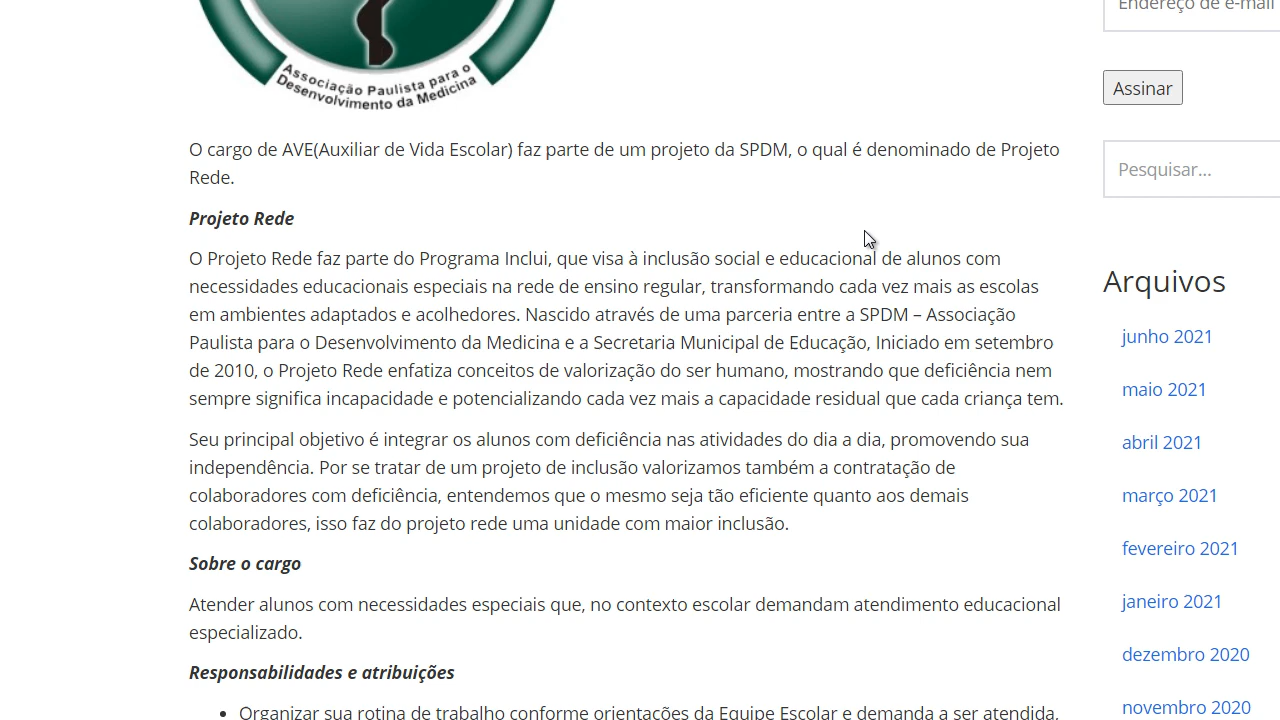 Endereço de e-mail
Associação Paulista para o
Desenvolvimento da Medicina
Assinar
O cargo de AVE(Auxiliar de Vida Escolar) faz parte de um projeto da SPDM, o qual é denominado de Projeto
Rede.
Pesquisar...
Projeto Rede
O Projeto Rede faz parte do Programa Inclui, que visa à inclusão social e educacional de alunos com
necessidades educacionais especiais na rede de ensino regular, transformando cada vez mais as escolas
em ambientes adaptados e acolhedores. Nascido através de uma parceria entre a SPDM – Associação
Paulista para o Desenvolvimento da Medicina e a Secretaria Municipal de Educação, Iniciado em setembro
de 2010, o Projeto Rede enfatiza conceitos de valorização do ser humano, mostrando que deficiência nem
sempre significa incapacidade e potencializando cada vez mais a capacidade residual que cada criança tem.
Seu principal objetivo é integrar os alunos com deficiência nas atividades do dia a dia, promovendo sua
independência. Por se tratar de um projeto de inclusão valorizamos também a contratação de
colaboradores com deficiência, entendemos que o mesmo seja tão eficiente quanto aos demais
colaboradores, isso faz do projeto rede uma unidade com maior inclusão.
Sobre o cargo
Atender alunos com necessidades especiais que, no contexto escolar demandam atendimento educacional
especializado.
Responsabilidades e atribuições
• Organizar sua rotina de trabalho conforme orientações da Equipe Escolar e demanda a ser atendida.
Arquivos
junho 2021
maio 2021
abril 2021
março 2021
fevereiro 2021
janeiro 2021
dezembro 2020
novembro 2020